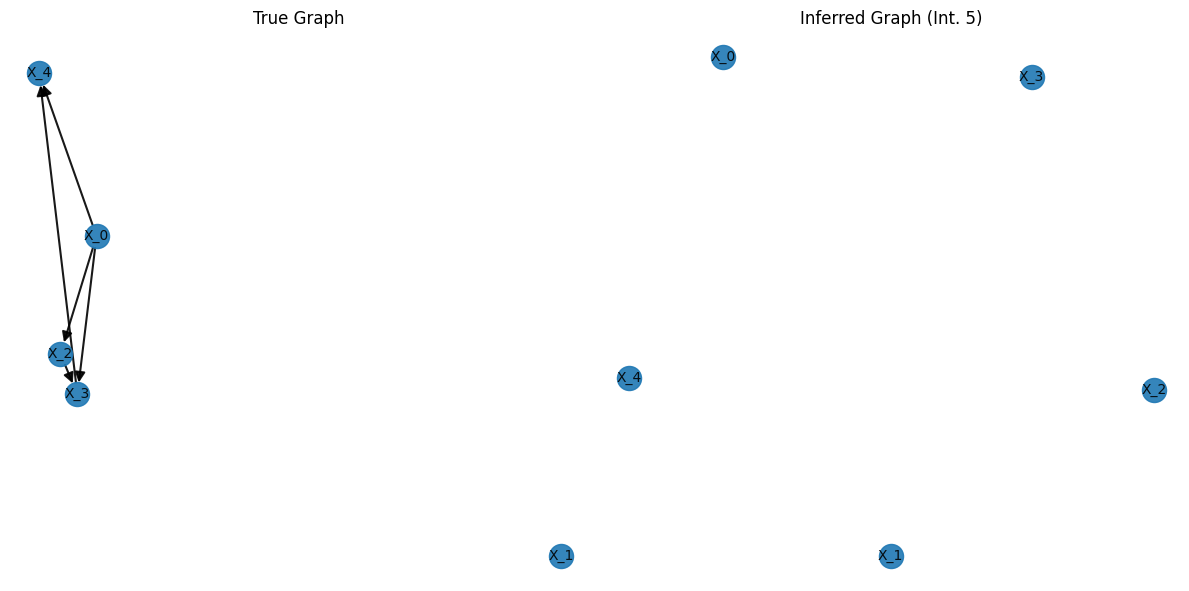 True Graph
X_4
X_0
X_2
X_3
X_1
Inferred Graph (Int. 5)
X_0
X_3
X_4
X_2
X_1